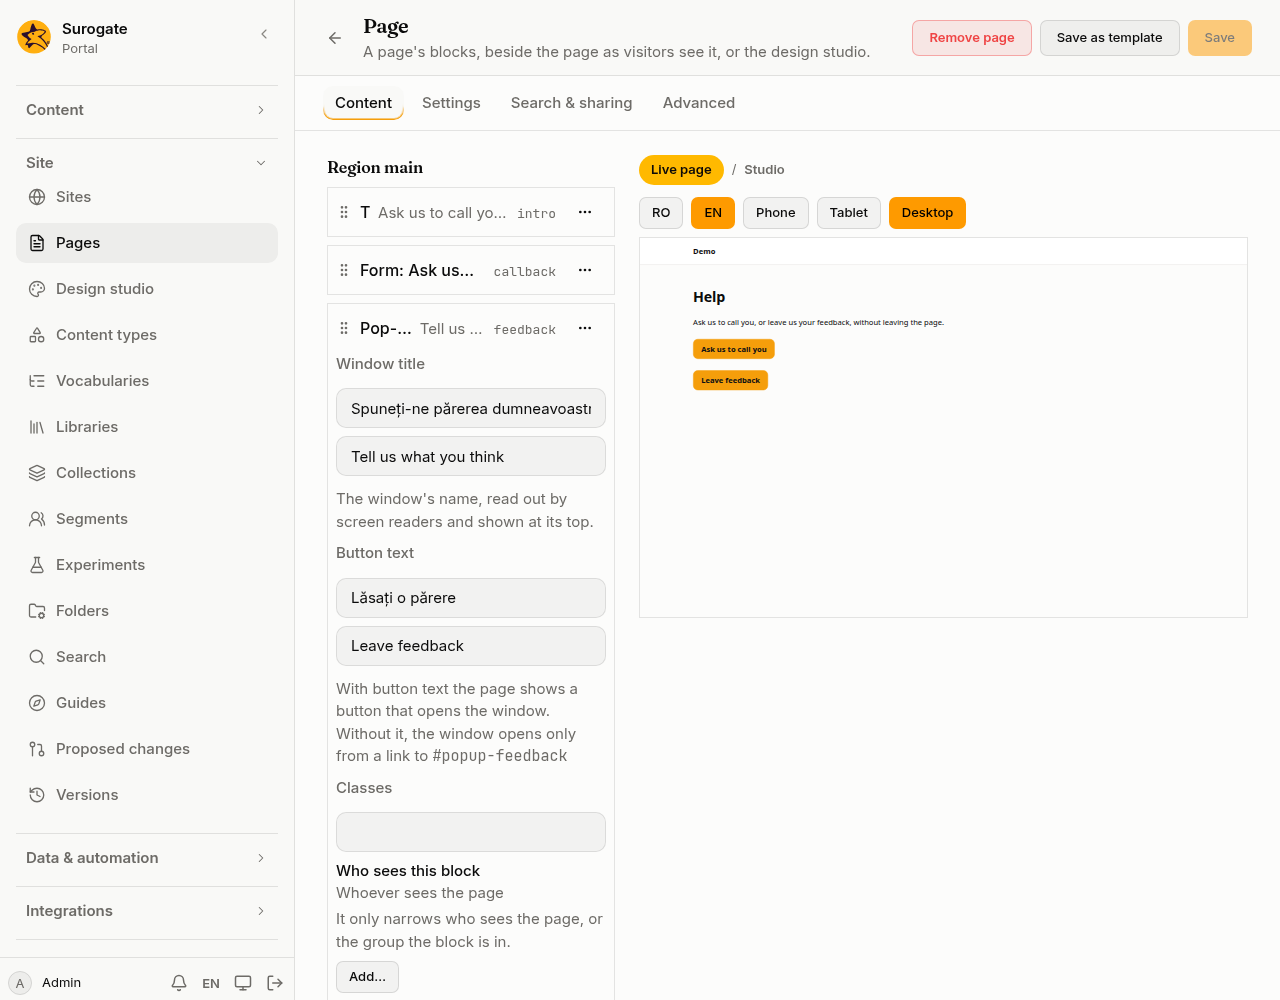 Surogate
Portal
Content
Site
Sites
Pages
Design studio
Content types
Vocabularies
Libraries
Collections
Segments
Experiments
Folders
Search
Guides
Proposed changes
Versions
Data & automation
Integrations
A Admin EN
Page
A page's blocks, beside the page as visitors see it, or the design studio.
Remove page
Save as template
Save
Content Settings Search & sharing Advanced
Region main
T Ask us to call yo... intro
Form: Ask us... callback
Pop-... Tell us ... feedback
Window title
Spuneți-ne părerea dumneavoastr
Tell us what you think
The window's name, read out by
screen readers and shown at its top.
Button text
Lăsați o părere
Leave feedback
With button text the page shows a
button that opens the window.
Without it, the window opens only
from a link to #popup-feedback
Classes
Who sees this block
Whoever sees the page
It only narrows who sees the page, or
the group the block is in.
Add...
Live page / Studio
RO EN Phone Tablet Desktop
Demo
Help
Ask us to call you, or leave us your feedback, without leaving the page.
Ask us to call you
Leave feedback